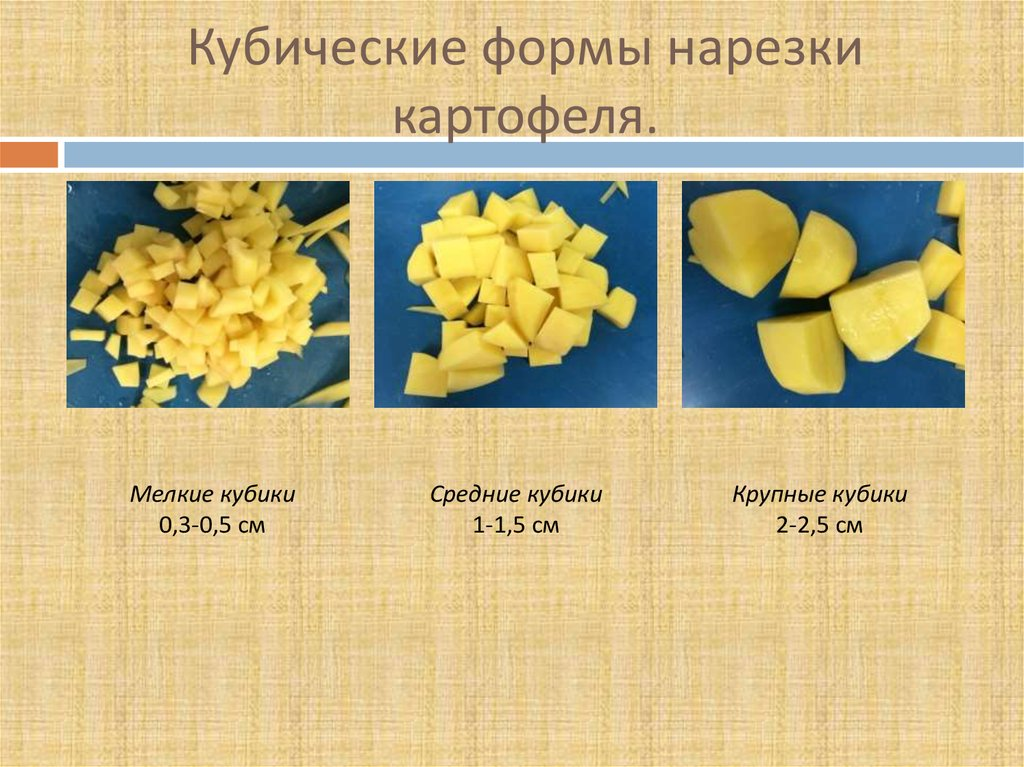 Кубические формы нарезки
картофеля.
Мелкие кубики
0,3-0,5 см
Средние кубики
1-1,5 см
Крупные кубики
2-2,5 см